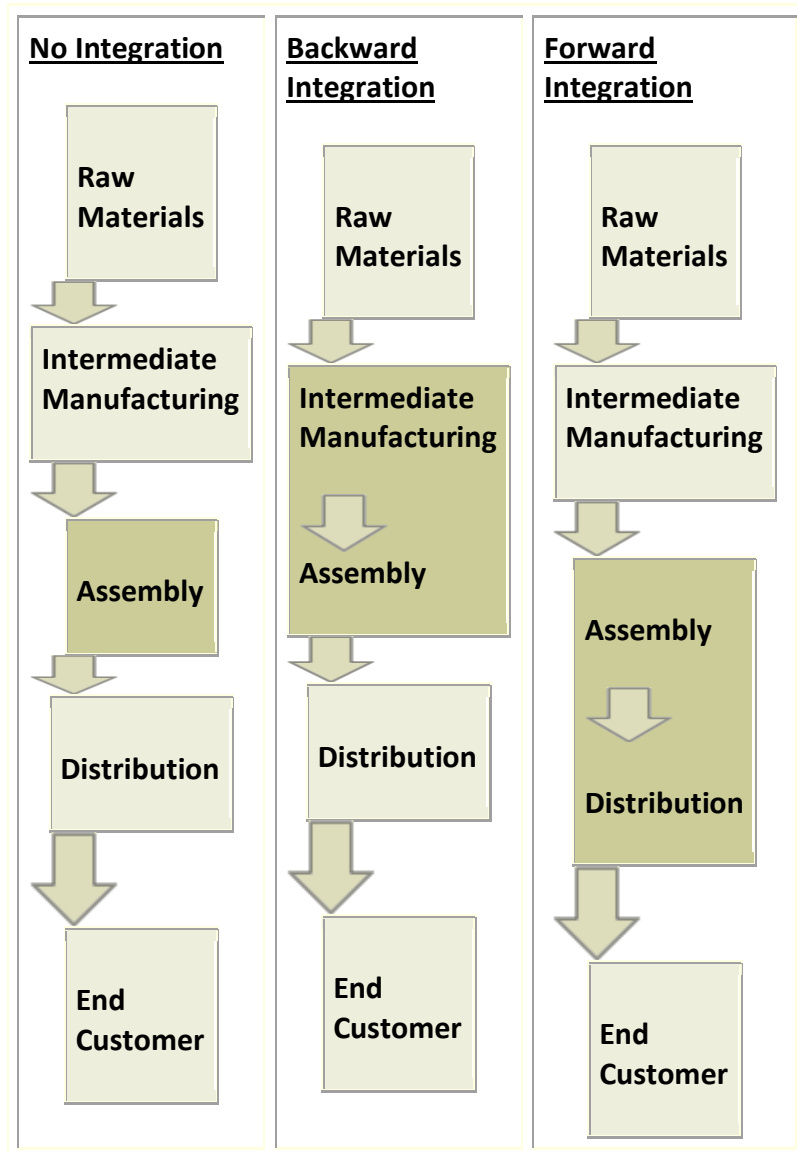 No Integration
Raw
Materials
Intermediate
Manufacturing
Assembly
Distribution
End
Customer
Backward
Integration
Raw
Materials
Intermediate
Manufacturing
Assembly
Distribution
End
Customer
Forward
Integration
Raw
Materials
Intermediate
Manufacturing
Assembly
Distribution
End
Customer